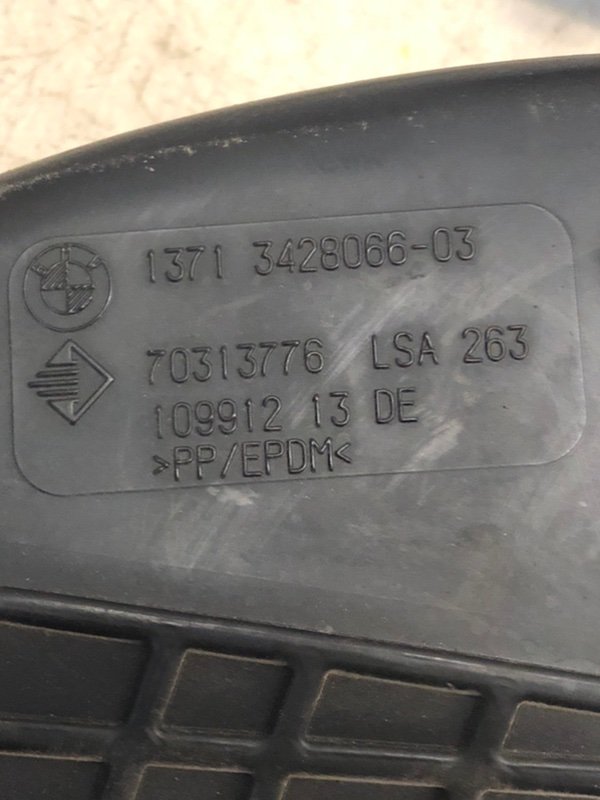 1371 3428066-03
70313776 LSA 263
109912 13 DE
>PP/EPDM<